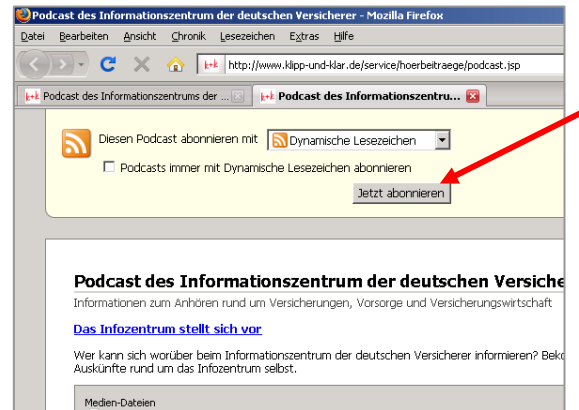 Podcast des Informationszentrum der deutschen Versicherer - Mozilla Firefox
Datei Bearbeiten Ansicht Chronik Lesezeichen Extras Hilfe
k+k http://www.klipp-und-klar.de/service/hoerbeitraege/podcast.jsp
k+k Podcast des Informationszentrums der ... k+k Podcast des Informationszentru...
Diesen Podcast abonnieren mit Dynamische Lesezeichen
Podcasts immer mit Dynamische Lesezeichen abonnieren
Jetzt abonnieren
Podcast des Informationszentrum der deutschen Versiche
Informationen zum Anhören rund um Versicherungen, Vorsorge und Versicherungswirtschaft
Das Infozentrum stellt sich vor
Wer kann sich worüber beim Informationszentrum der deutschen Versicherer informieren? Beko
Auskünfte rund um das Infozentrum selbst.
Medien-Dateien